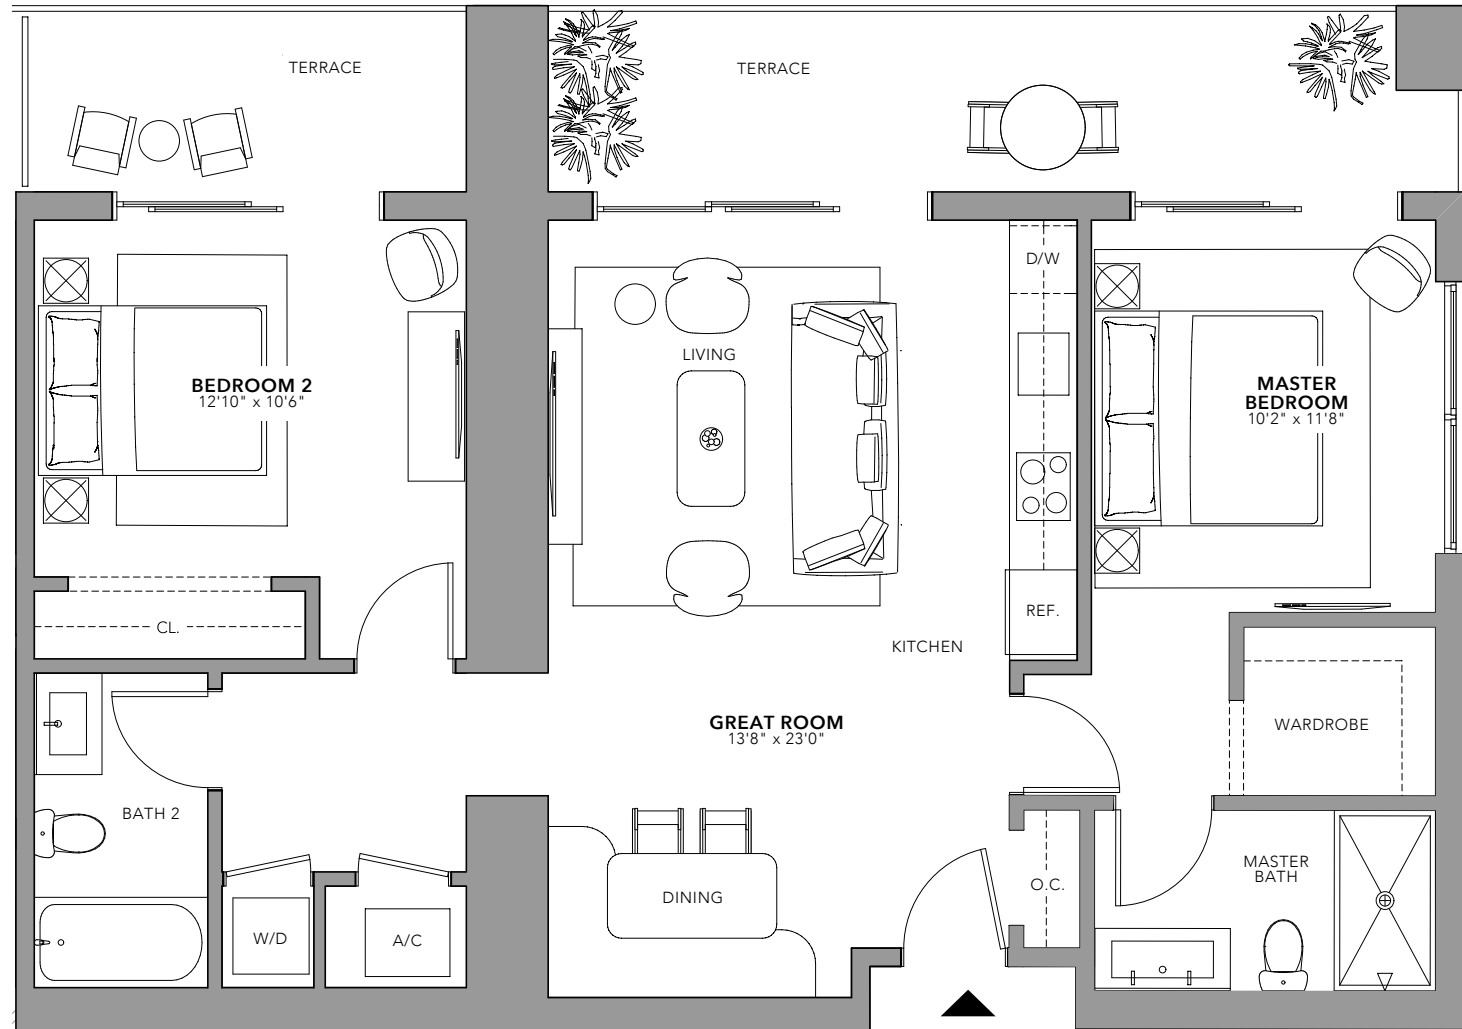 TERRACE
TERRACE
D/W
LIVING
BEDROOM 2
12'10" x 10'6"
MASTER
BEDROOM
10'2" x 11'8"
REF.
CL.
KITCHEN
GREAT ROOM
13'8" x 23'0"
WARDROBE
BATH 2
MASTER
BATH
DINING
O.C.
W/D
A/C